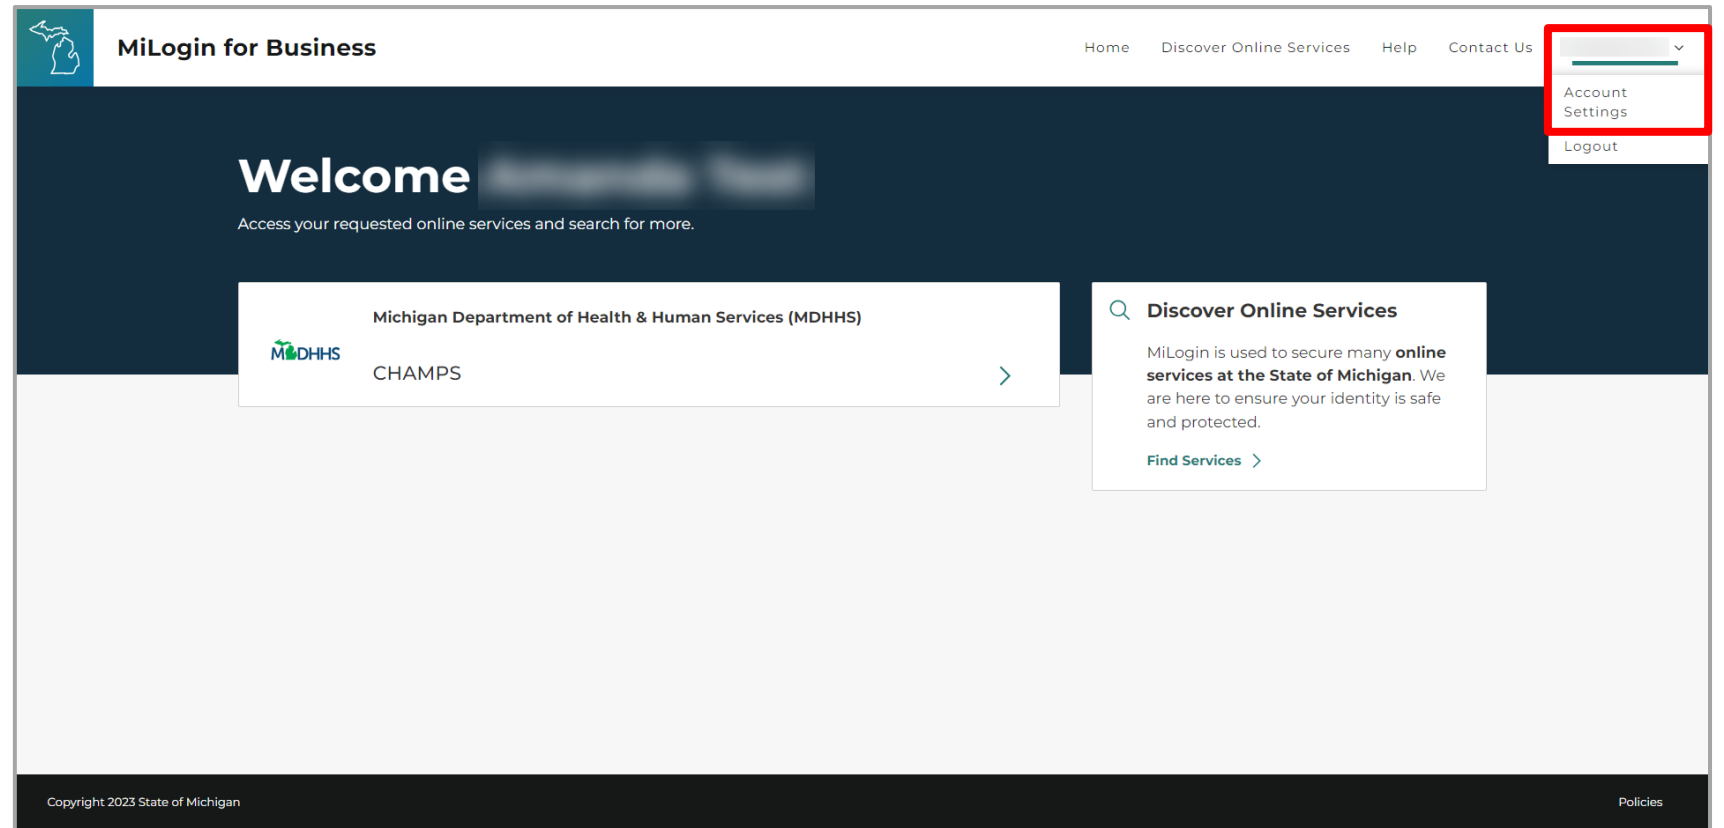 MiLogin for Business
Home Discover Online Services Help Contact Us
Account
Settings
Logout
Welcome
Access your requested online services and search for more.
Michigan Department of Health & Human Services (MDHHS)
MDHHS
CHAMPS
Discover Online Services
MiLogin is used to secure many online
services at the State of Michigan. We
are here to ensure your identity is safe
and protected.
Find Services
Copyright 2023 State of Michigan
Policies